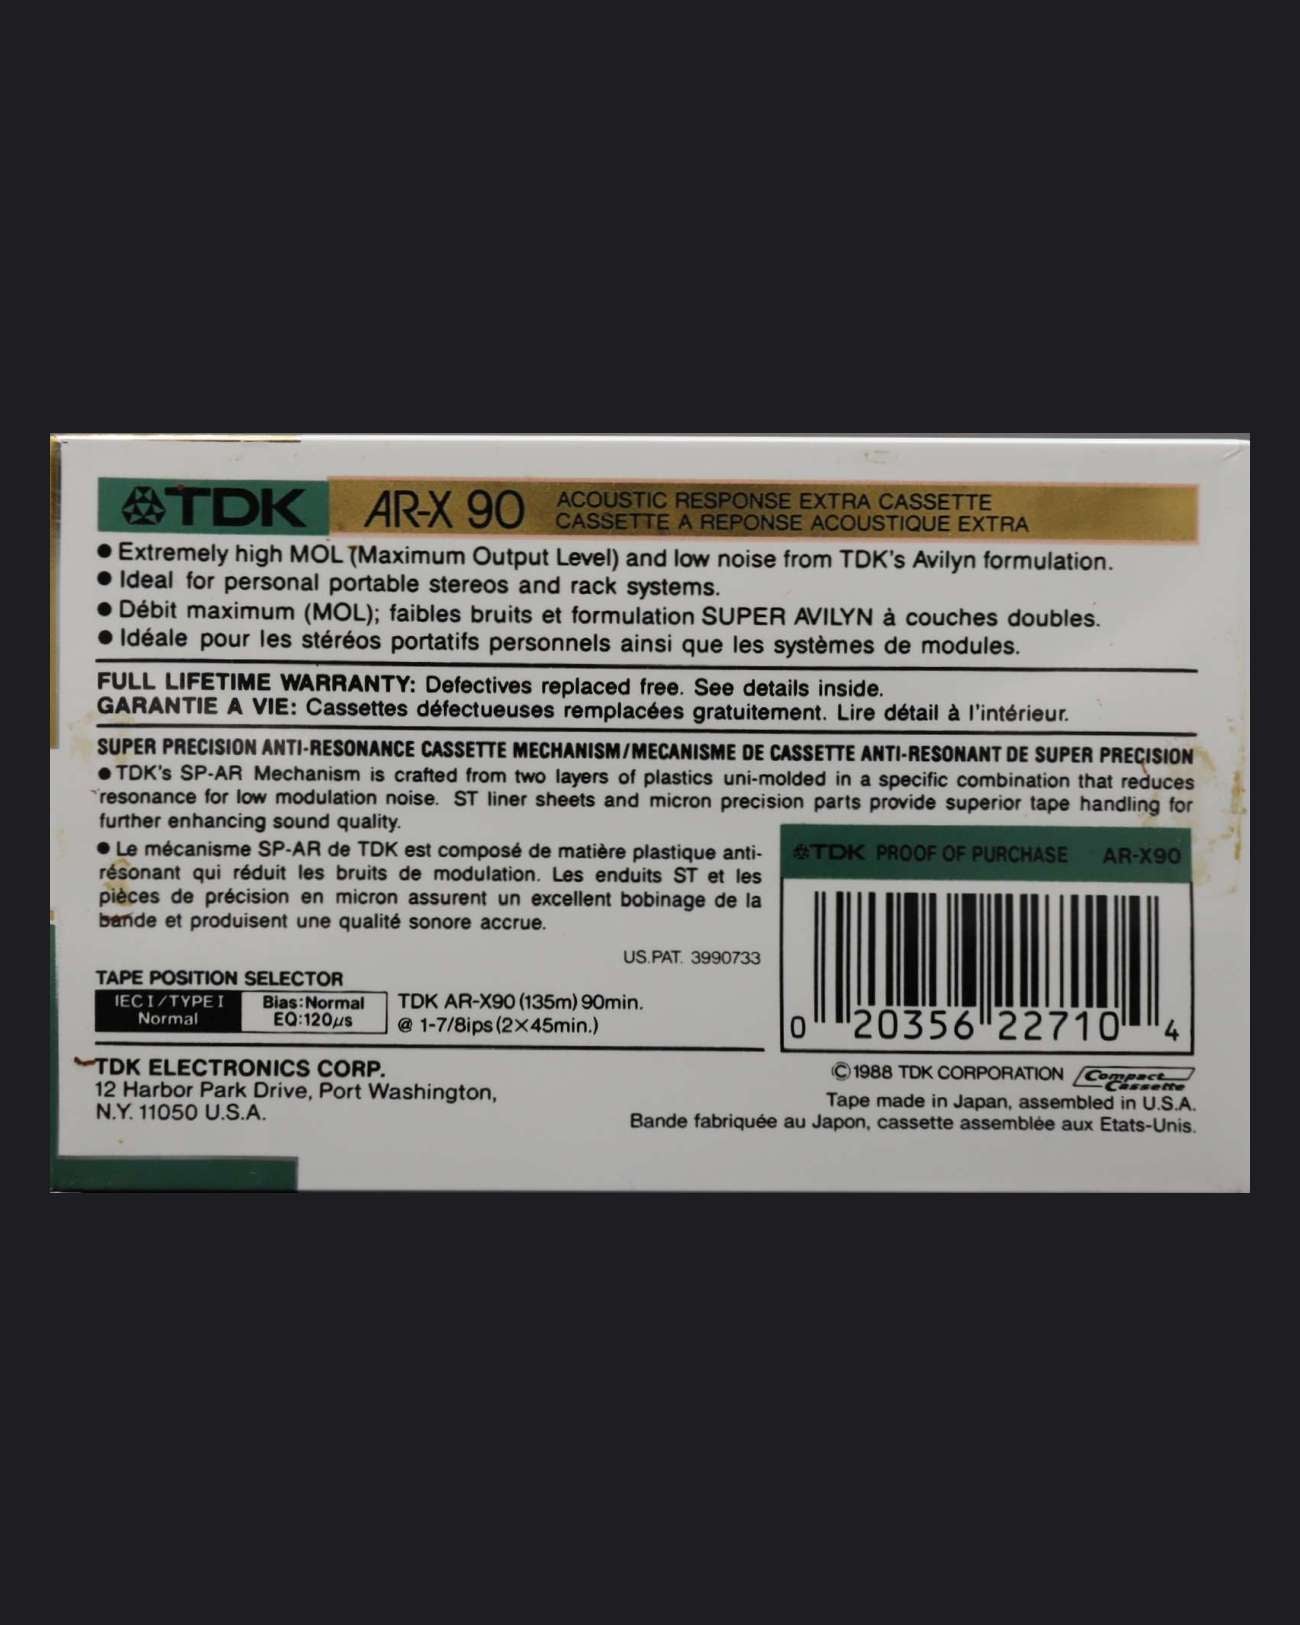 TDK AR-X 90 ACOUSTIC RESPONSE EXTRA CASSETTE
CASSETTE A REPONSE ACOUSTIQUE EXTRA
● Extremely high MOL (Maximum Output Level) and low noise from TDK's Avilyn formulation.
● Ideal for personal portable stereos and rack systems.
● Débit maximum (MOL); faibles bruits et formulation SUPER AVILYN à couches doubles.
● Idéale pour les stéréos portatifs personnels ainsi que les systèmes de modules.
FULL LIFETIME WARRANTY: Defectives replaced free. See details inside.
GARANTIE A VIE: Cassettes défectueuses remplacées gratuitement. Lire détail à l'intérieur.
SUPER PRECISION ANTI-RESONANCE CASSETTE MECHANISM/MECANISME DE CASSETTE ANTI-RESONANT DE SUPER PRECISION
● TDK's SP-AR Mechanism is crafted from two layers of plastics uni-molded in a specific combination that reduces
resonance for low modulation noise. ST liner sheets and micron precision parts provide superior tape handling for
further enhancing sound quality.
● Le mécanisme SP-AR de TDK est composé de matière plastique anti-
résonant qui réduit les bruits de modulation. Les enduits ST et les
pièces de précision en micron assurent un excellent bobinage de la
bande et produisent une qualité sonore accrue.
US.PAT. 3990733
TAPE POSITION SELECTOR
IEC I/TYPE I Bias:Normal TDK AR-X90 (135m) 90min.
Normal EQ:120μs @ 1-7/8ips (2×45min.)
TDK PROOF OF PURCHASE AR-X90
0 20356 22710 4
TDK ELECTRONICS CORP.
12 Harbor Park Drive, Port Washington,
N.Y. 11050 U.S.A.
©1988 TDK CORPORATION Compact Cassette
Tape made in Japan, assembled in U.S.A.
Bande fabriquée au Japon, cassette assemblée aux Etats-Unis.